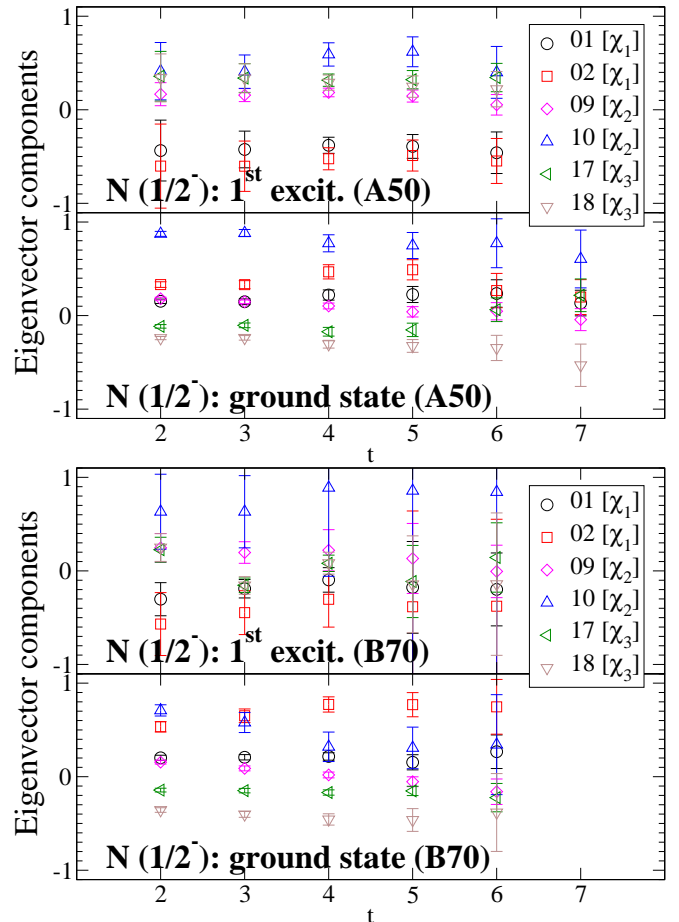 1
0
-1
N (1/2⁻): 1ˢᵗ excit. (A50)
01 [χ₁]
02 [χ₁]
09 [χ₂]
10 [χ₂]
17 [χ₃]
18 [χ₃]
Eigenvector components
1
0
-1
N (1/2⁻): ground state (A50)
2 3 4 5 6 7
t
1
0
-1
N (1/2⁻): 1ˢᵗ excit. (B70)
01 [χ₁]
02 [χ₁]
09 [χ₂]
10 [χ₂]
17 [χ₃]
18 [χ₃]
Eigenvector components
1
0
-1
N (1/2⁻): ground state (B70)
2 3 4 5 6 7
t